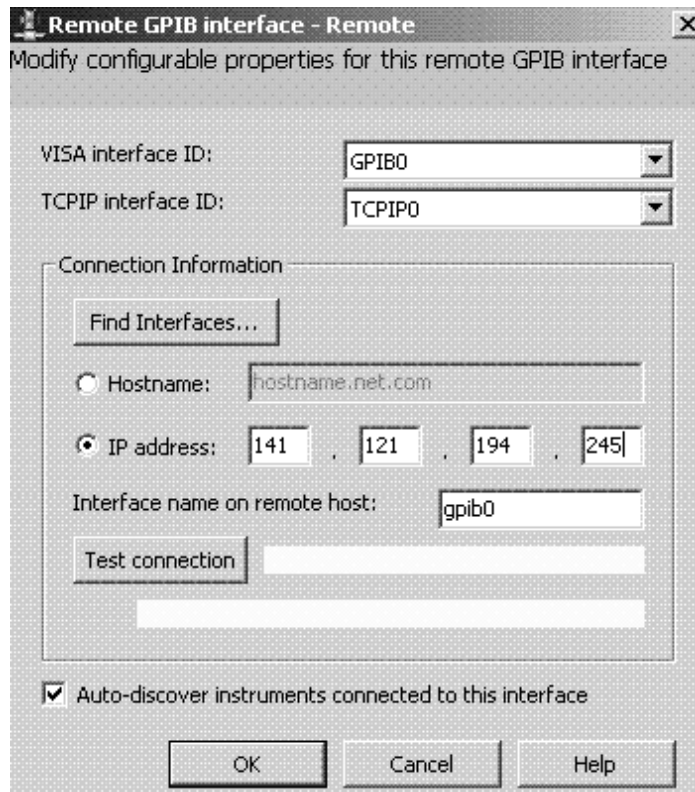 Remote GPIB interface - Remote
Modify configurable properties for this remote GPIB interface
VISA interface ID: GPIB0
TCPIP interface ID: TCPIP0
Connection Information
Find Interfaces...
Hostname: hostname.net.com
IP address: 141 . 121 . 194 . 245
Interface name on remote host: gpib0
Test connection
Auto-discover instruments connected to this interface
OK Cancel Help